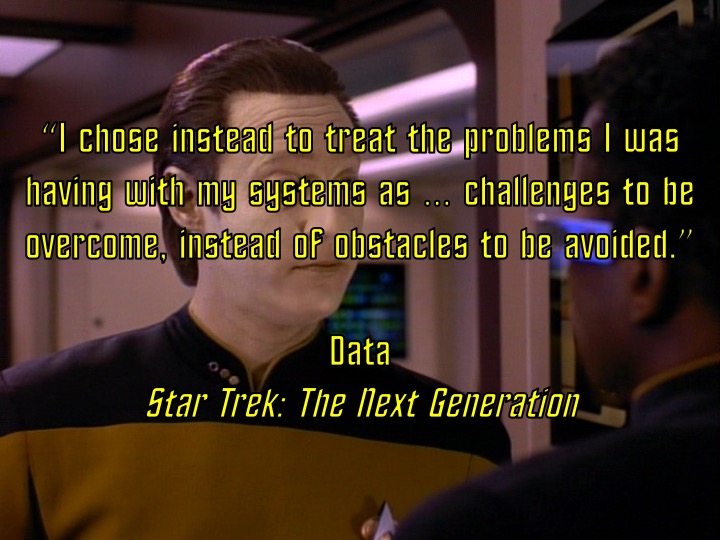 “I chose instead to treat the problems I was
having with my systems as ... challenges to be
overcome, instead of obstacles to be avoided.”
Data
Star Trek: The Next Generation